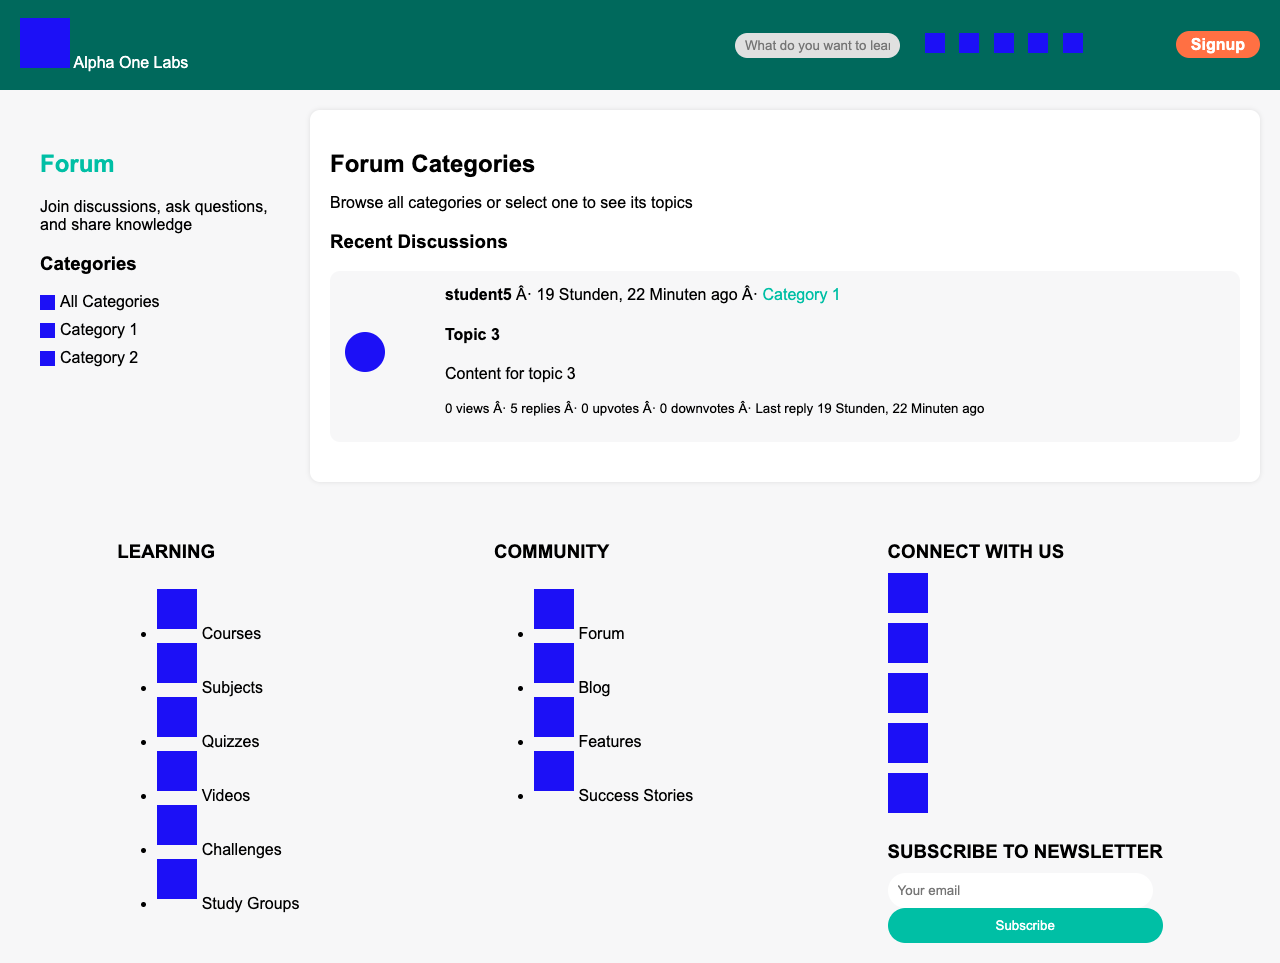 Alpha One Labs
What do you want to lear
Signup
Forum
Join discussions, ask questions,
and share knowledge
Categories
All Categories
Category 1
Category 2
Forum Categories
Browse all categories or select one to see its topics
Recent Discussions
student5 Â· 19 Stunden, 22 Minuten ago Â· Category 1
Topic 3
Content for topic 3
0 views Â· 5 replies Â· 0 upvotes Â· 0 downvotes Â· Last reply 19 Stunden, 22 Minuten ago
LEARNING
Courses
Subjects
Quizzes
Videos
Challenges
Study Groups
COMMUNITY
Forum
Blog
Features
Success Stories
CONNECT WITH US
SUBSCRIBE TO NEWSLETTER
Your email
Subscribe